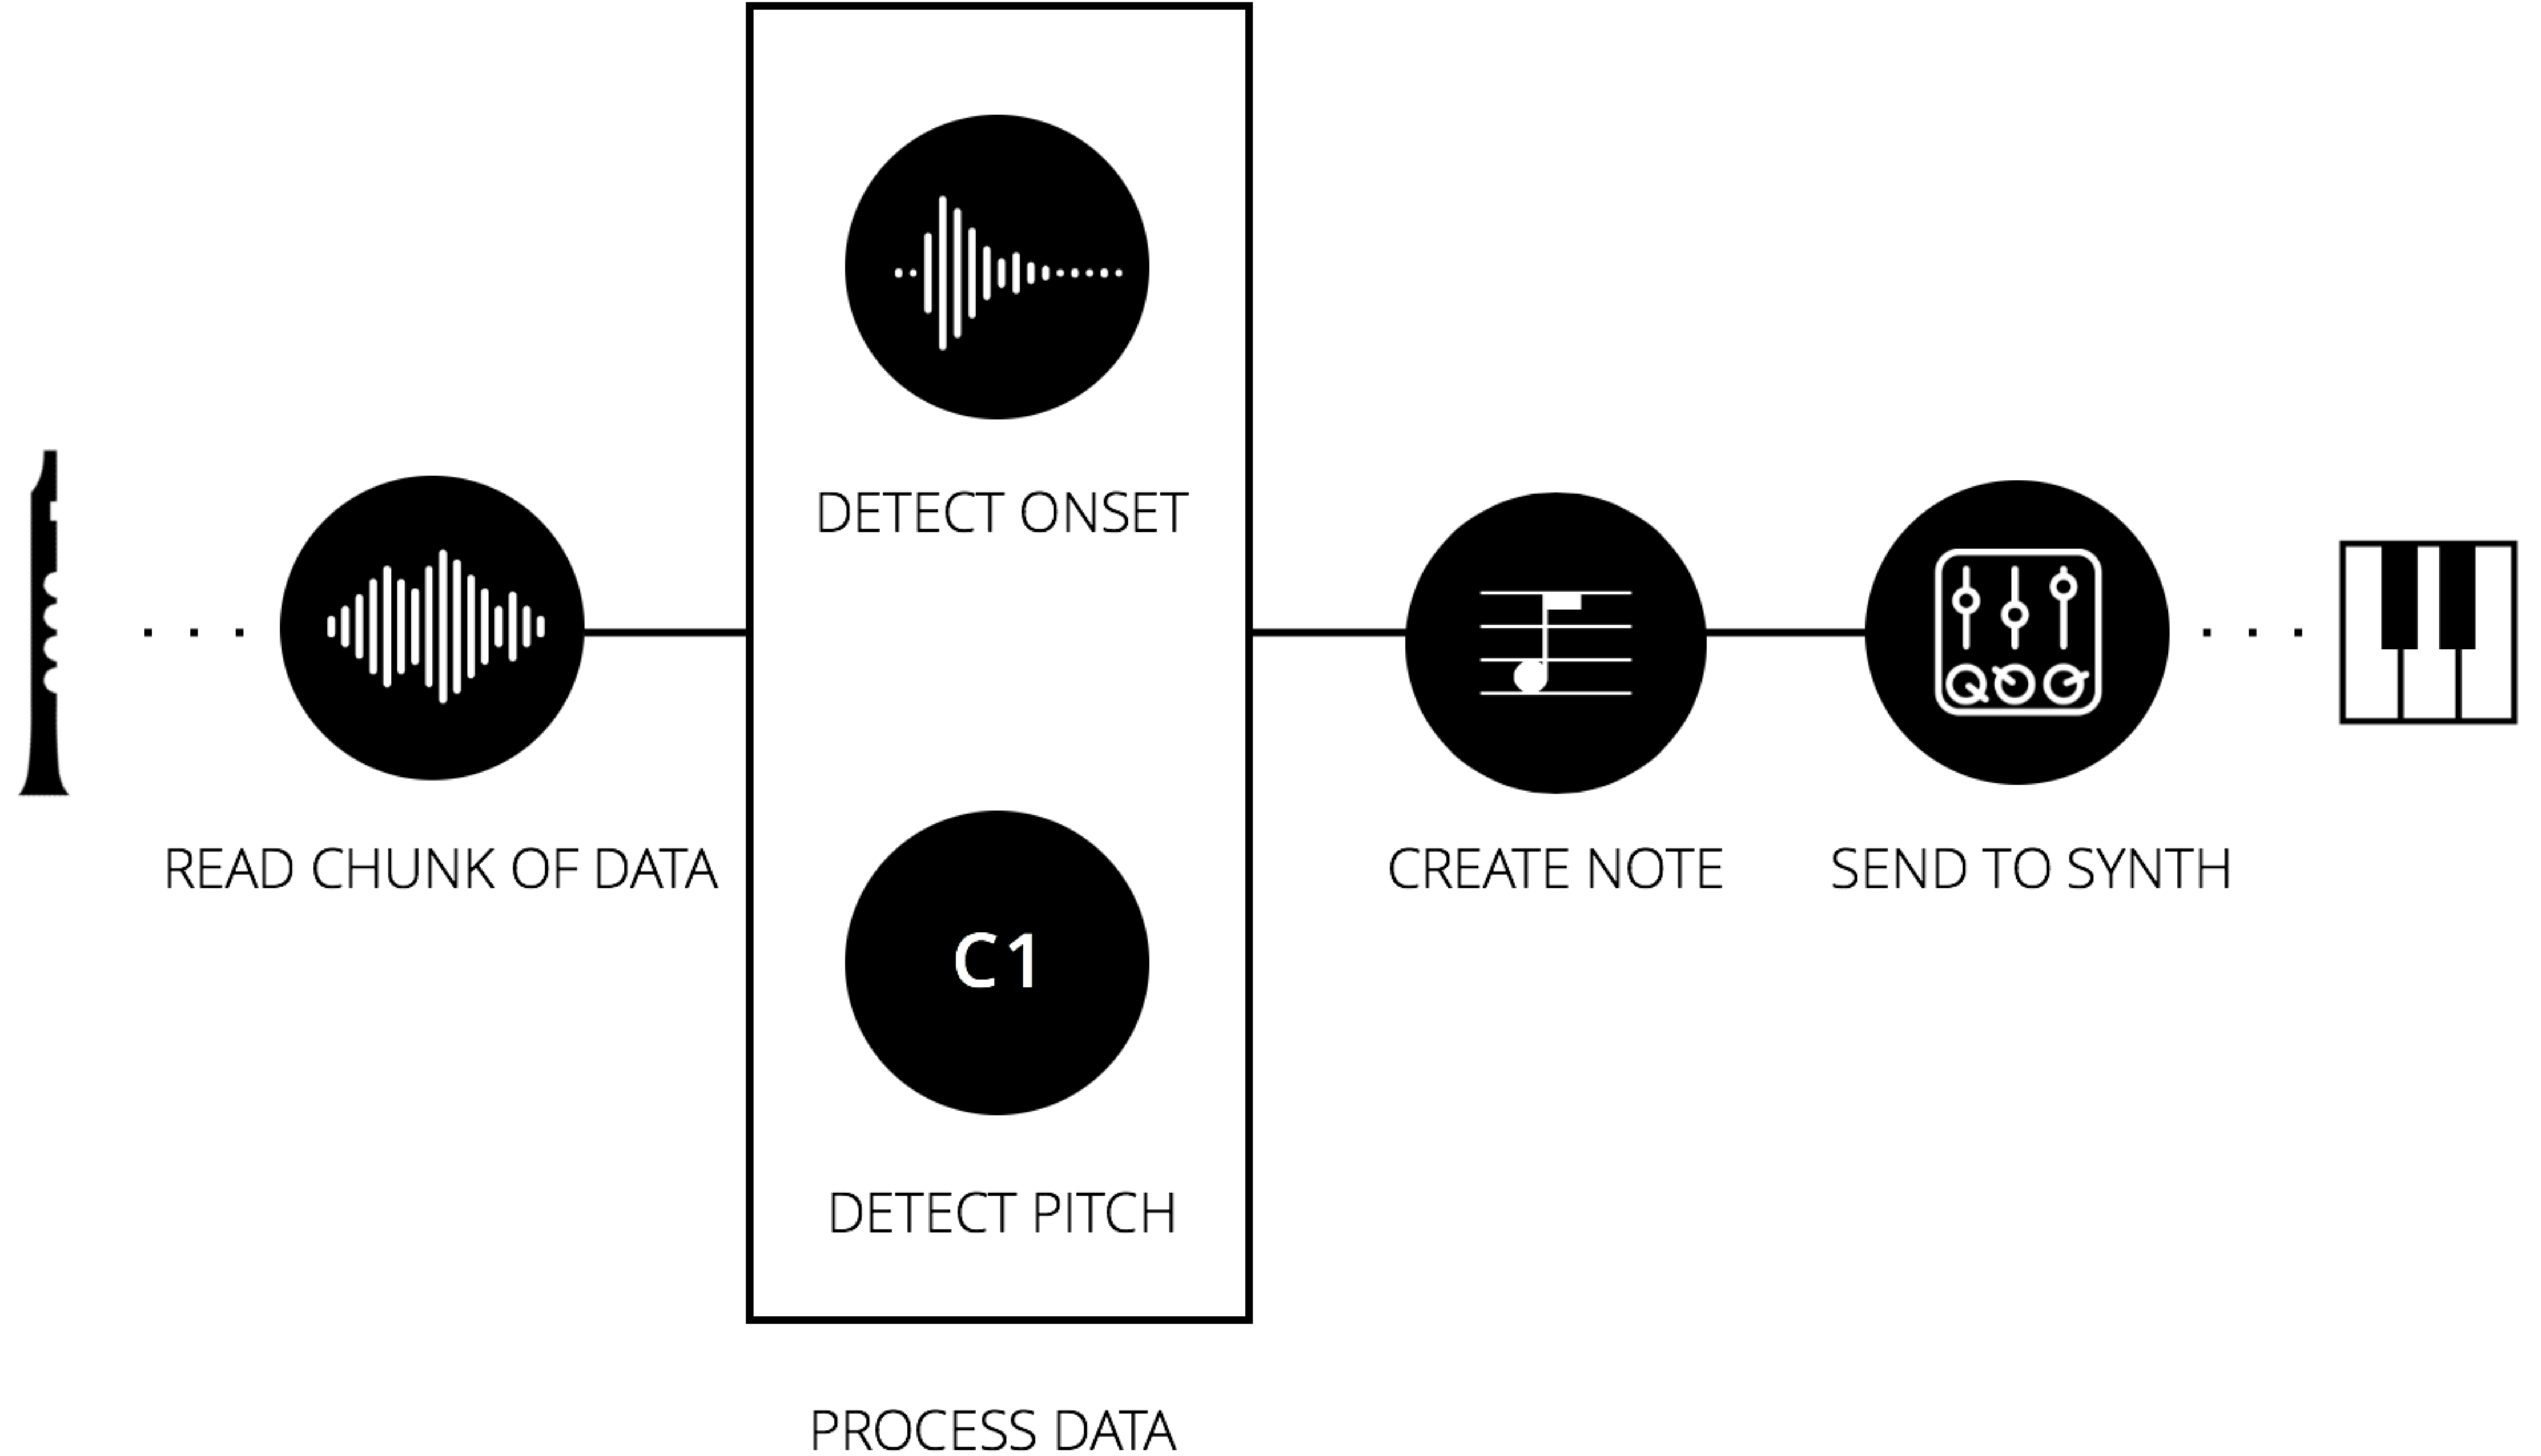 DETECT ONSET
READ CHUNK OF DATA
C1
DETECT PITCH
PROCESS DATA
CREATE NOTE
SEND TO SYNTH